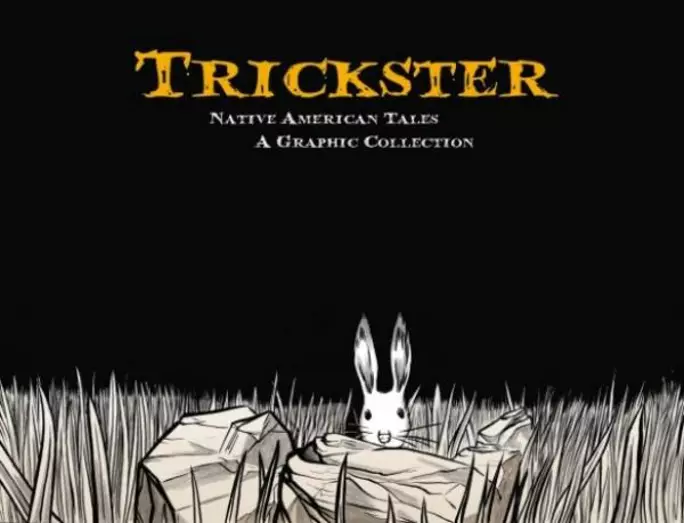 TRICKSTER
NATIVE AMERICAN TALES
A GRAPHIC COLLECTION